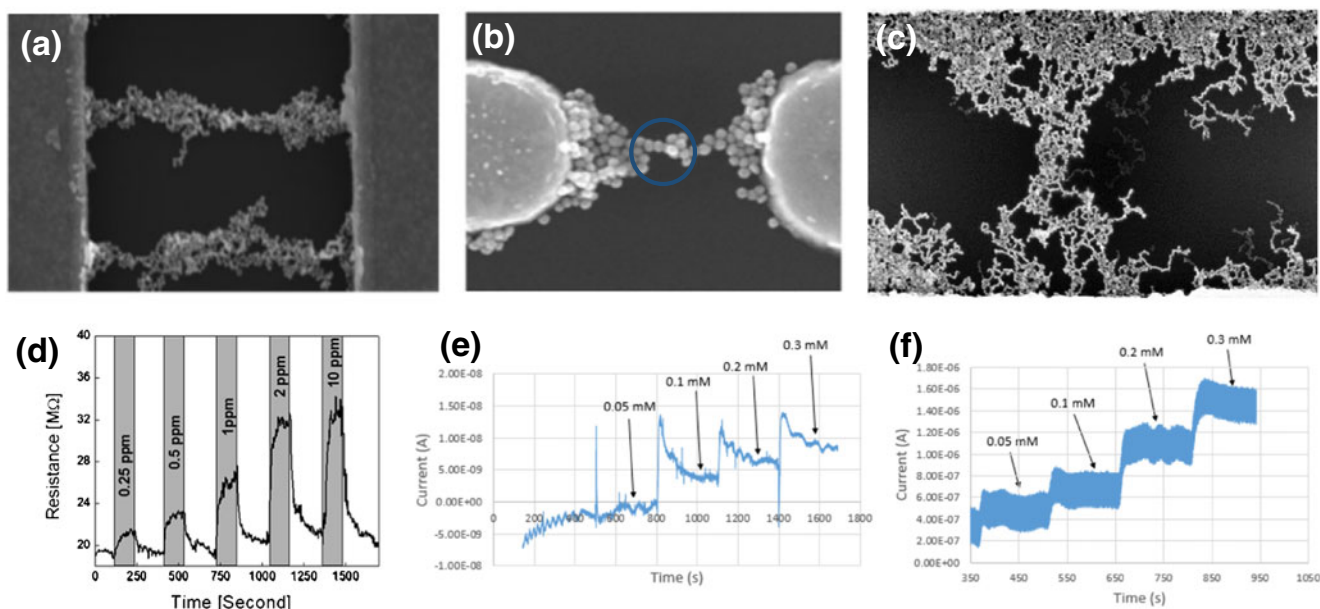 (a)
(b)
(c)
(d)
40
36
32
28
24
20
Resistance [MΩ]
0.25 ppm
0.5 ppm
1ppm
2 ppm
10 ppm
0 250 500 750 1000 1250 1500
Time [Second]
(e)
2.00E-08
1.50E-08
1.00E-08
5.00E-09
0.00E+00
-5.00E-09
-1.00E-08
Current (A)
0.05 mM
0.1 mM
0.2 mM
0.3 mM
0 200 400 600 800 1000 1200 1400 1600 1800
Time (s)
(f)
1.80E-06
1.60E-06
1.40E-06
1.20E-06
1.00E-06
8.00E-07
6.00E-07
4.00E-07
2.00E-07
0.00E+00
Current (A)
0.05 mM
0.1 mM
0.2 mM
0.3 mM
350 450 550 650 750 850 950 1050
Time (s)